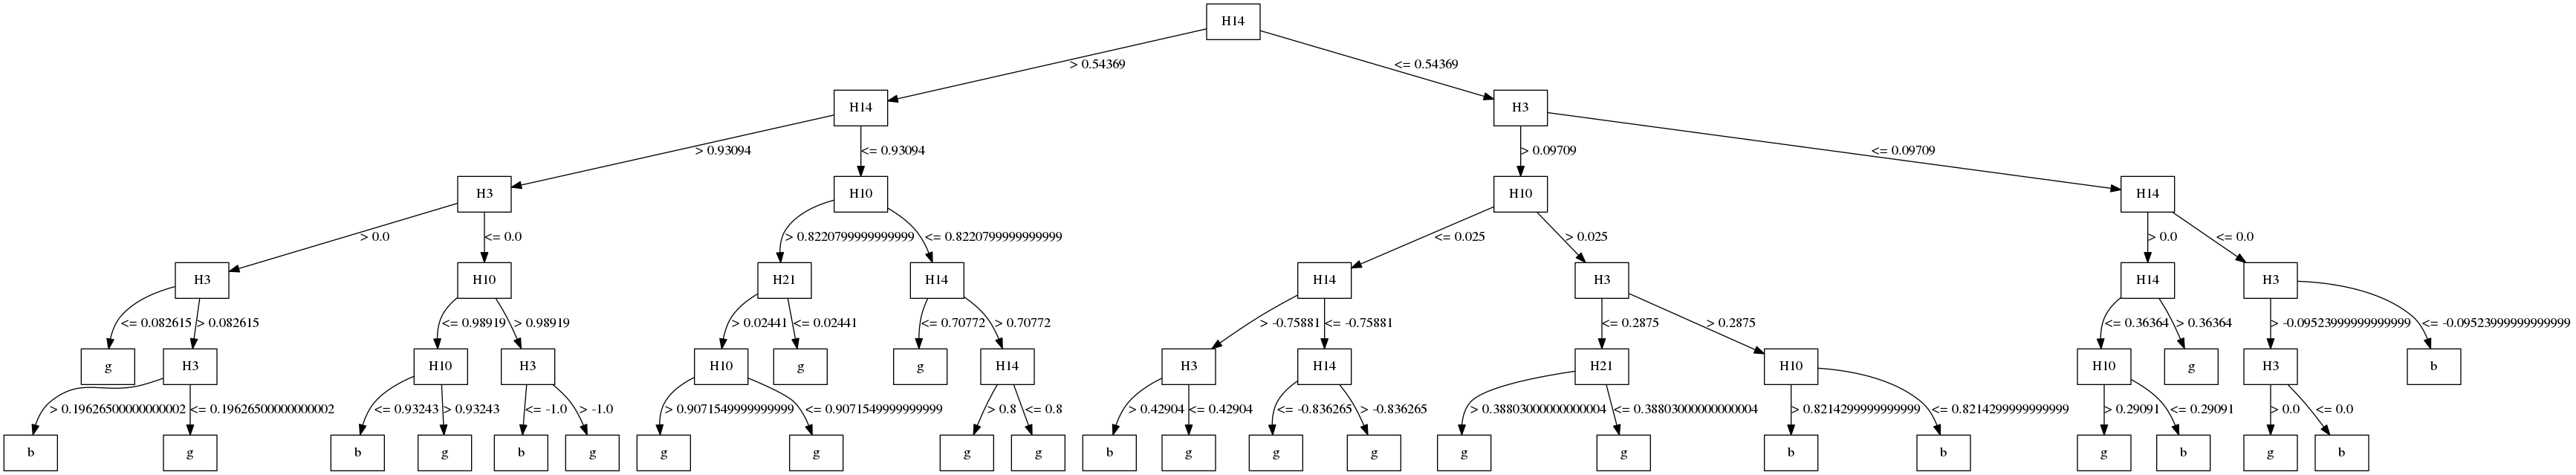 H14
> 0.54369
<= 0.54369
H14
H3
> 0.93094
<= 0.93094
> 0.09709
<= 0.09709
H3
H10
H10
H14
> 0.0
<= 0.0
> 0.8220799999999999
<= 0.8220799999999999
<= 0.025
> 0.025
> 0.0
<= 0.0
H3
H10
H21
H14
H14
H3
H14
H3
<= 0.082615
> 0.082615
<= 0.98919
> 0.98919
> 0.02441
<= 0.02441
<= 0.70772
> 0.70772
> -0.75881
<= -0.75881
<= 0.2875
> 0.2875
<= 0.36364
> 0.36364
> -0.09523999999999999
<= -0.09523999999999999
g
H3
H10
H3
H10
g
g
H14
H3
H14
H21
H10
H10
g
H3
b
> 0.19626500000000002
<= 0.19626500000000002
<= 0.93243
> 0.93243
<= -1.0
> -1.0
> 0.9071549999999999
<= 0.9071549999999999
> 0.8
<= 0.8
> 0.42904
<= 0.42904
<= -0.836265
> -0.836265
> 0.38803000000000004
<= 0.38803000000000004
> 0.8214299999999999
<= 0.8214299999999999
> 0.29091
<= 0.29091
> 0.0
<= 0.0
b
g
b
g
b
g
g
g
g
g
b
g
g
g
g
g
b
b
g
b
g
b